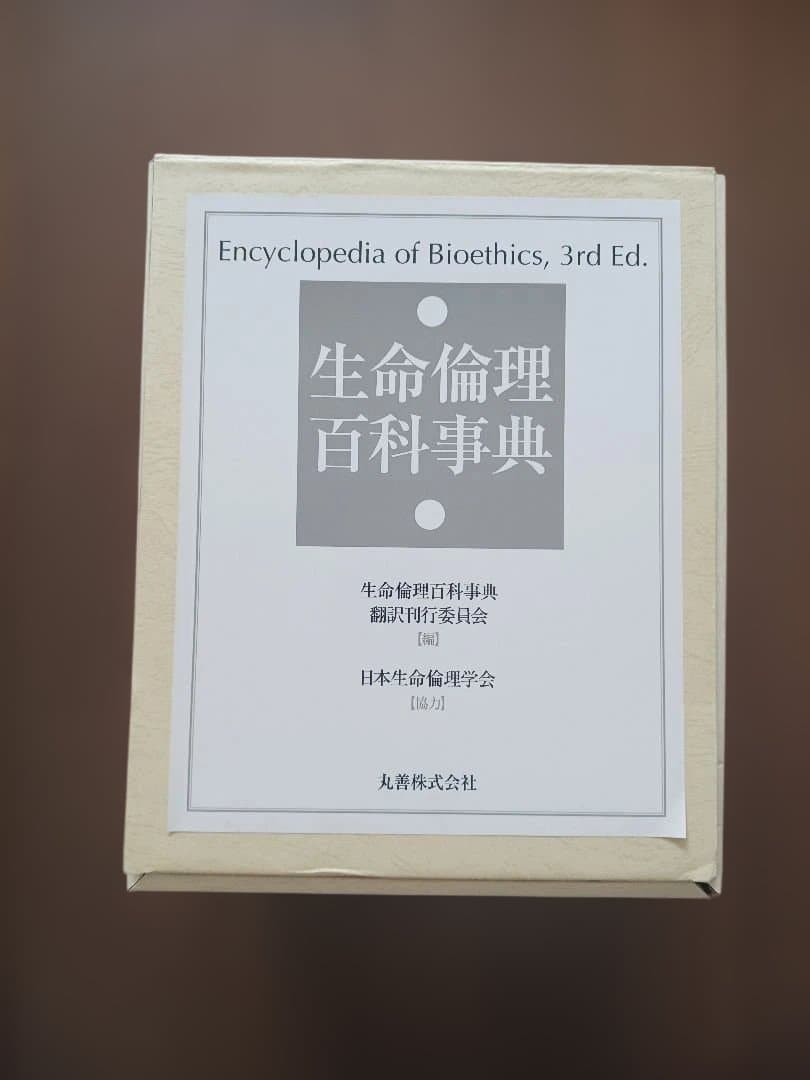 Encyclopedia of Bioethics, 3rd Ed.
生命倫理
百科事典
生命倫理百科事典
翻訳刊行委員会
【編】
日本生命倫理学会
【協力】
丸善株式会社